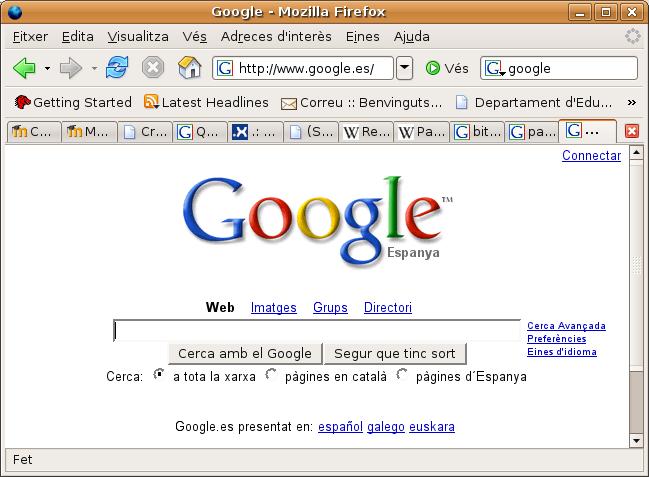 Google - Mozilla Firefox
Fitxer Edita Visualitza Vés Adreces d'interès Eines Ajuda
http://www.google.es/ Vés google
Getting Started Latest Headlines Correu :: Benvinguts... Departament d'Edu... »
C... M... Cr... Q... .: ... (S... Re... Pa... bit... pa... ...
Connectar
Google™
Espanya
Web Imatges Grups Directori
Cerca Avançada
Preferències
Eines d'idioma
Cerca amb el Google Segur que tinc sort
Cerca: a tota la xarxa pàgines en català pàgines d´Espanya
Google.es presentat en: español galego euskara
Fet